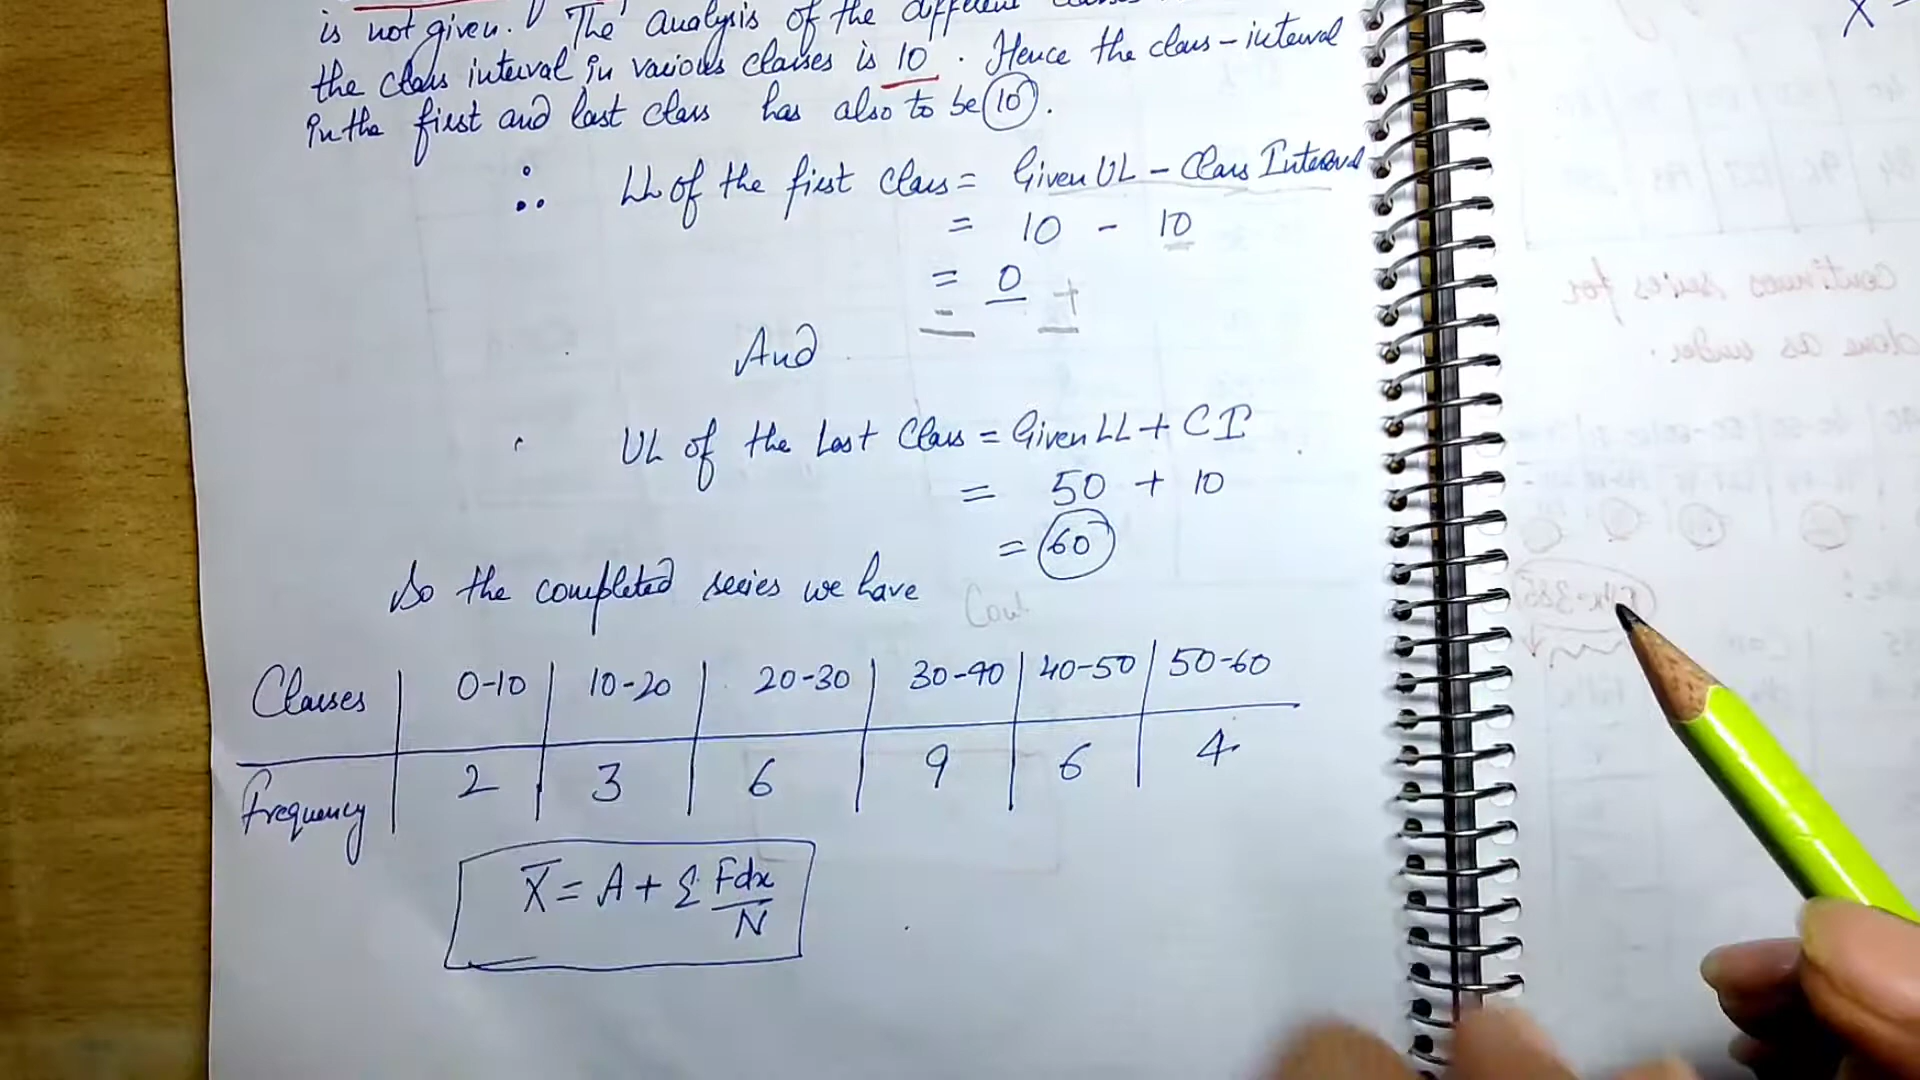 is not given. The analysis of the different
the class interval in various classes is 10. Hence the class-interval
in the first and last class has also to be 10.
∴ LL of the first class = Given UL - Class Interval
= 10 - 10
= 0
- +
And
UL of the Last Class = Given LL + CI
= 50 + 10
= 60
So the completed series we have
Classes | 0-10 | 10-20 | 20-30 | 30-40 | 40-50 | 50-60
Frequency | 2 | 3 | 6 | 9 | 6 | 4
X̄ = A + Σ Fdx/N